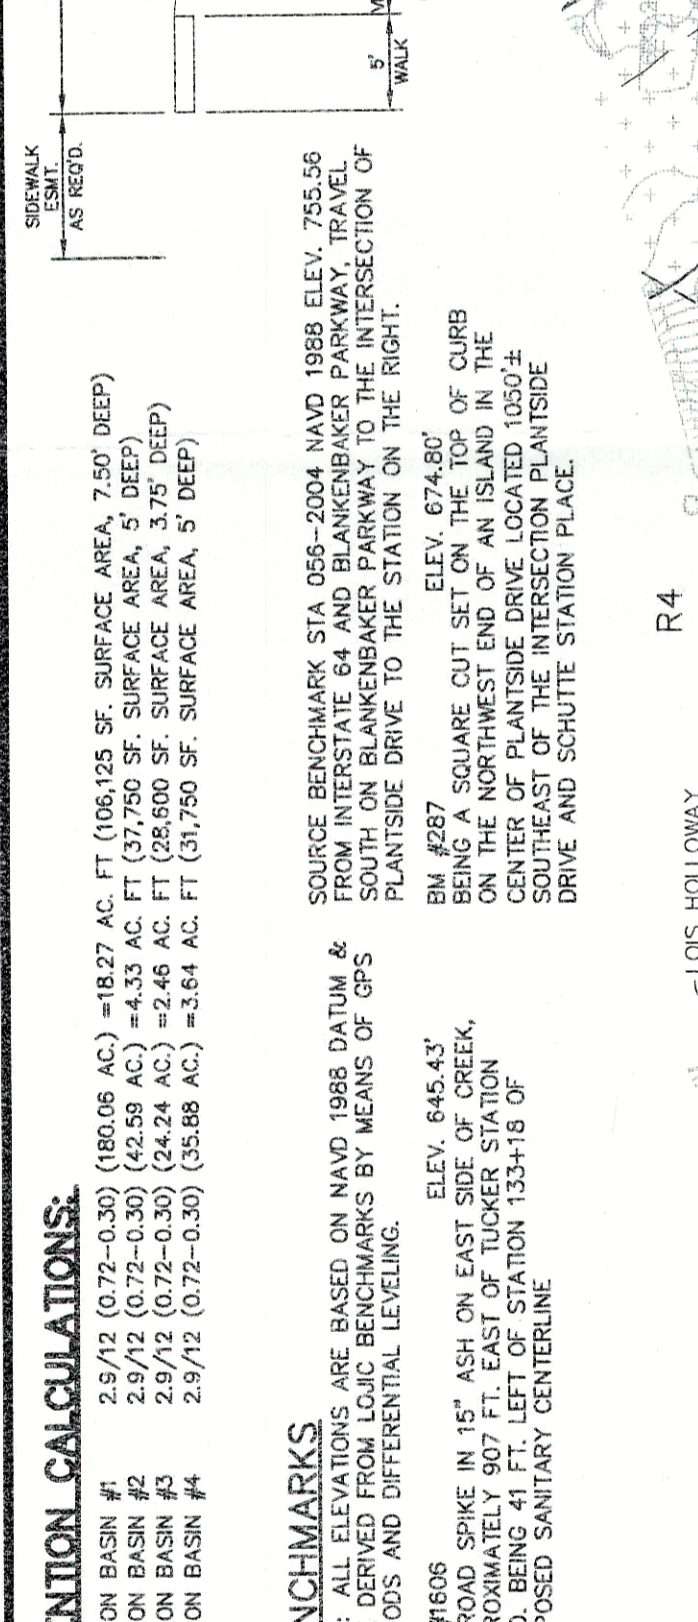 SIDEWALK
ESMT.
AS REQ'D.
5'
WALK
NTION CALCULATIONS:
ON BASIN #1 2.9/12 (0.72-0.30) (180.06 AC.) =18.27 AC. FT (106,125 SF. SURFACE AREA, 7.50' DEEP)
ON BASIN #2 2.9/12 (0.72-0.30) (42.59 AC.) =4.33 AC. FT (37,750 SF. SURFACE AREA, 5' DEEP)
ON BASIN #3 2.9/12 (0.72-0.30) (24.24 AC.) =2.46 AC. FT (28,600 SF. SURFACE AREA, 3.75' DEEP)
ON BASIN #4 2.9/12 (0.72-0.30) (35.88 AC.) =3.64 AC. FT (31,750 SF. SURFACE AREA, 5' DEEP)
NCHMARKS
: ALL ELEVATIONS ARE BASED ON NAVD 1988 DATUM &
DERIVED FROM LOJIC BENCHMARKS BY MEANS OF GPS
ODS AND DIFFERENTIAL LEVELING.
#1606 ELEV. 645.43'
ROAD SPIKE IN 15" ASH ON EAST SIDE OF CREEK,
ROXIMATELY 907 FT. EAST OF TUCKER STATION
D. BEING 41 FT. LEFT OF STATION 133+18 OF
OSED SANITARY CENTERLINE
SOURCE BENCHMARK STA 056-2004 NAVD 1988 ELEV. 755.56
FROM INTERSTATE 64 AND BLANKENBAKER PARKWAY, TRAVEL
SOUTH ON BLANKENBAKER PARKWAY TO THE INTERSECTION OF
PLANTSIDE DRIVE TO THE STATION ON THE RIGHT.
BM #287 ELEV. 674.80'
BEING A SQUARE CUT SET ON THE TOP OF CURB
ON THE NORTHWEST END OF AN ISLAND IN THE
CENTER OF PLANTSIDE DRIVE LOCATED 1050'±
SOUTHEAST OF THE INTERSECTION PLANTSIDE
DRIVE AND SCHUTTE STATION PLACE.
R4
LOIS HOLLOWAY